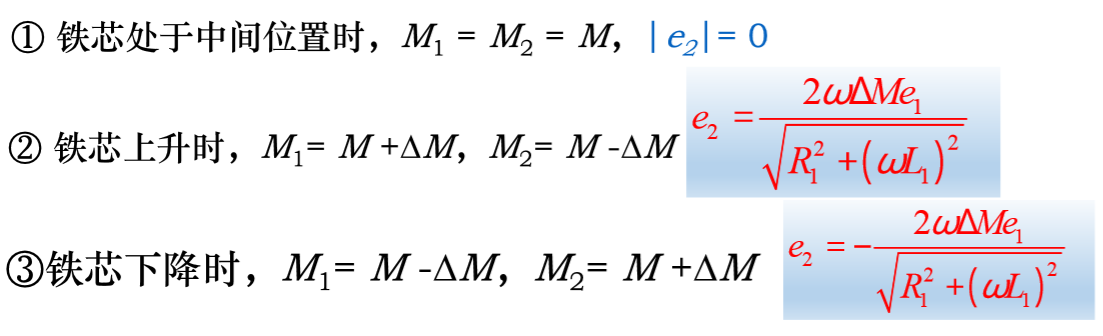 ① 铁芯处于中间位置时，M₁ = M₂ = M，|e₂|= 0
② 铁芯上升时，M₁= M+ΔM，M₂= M-ΔM e₂ = 2ωΔMe₁ / √(R₁² +(ωL₁)²)
③铁芯下降时，M₁= M-ΔM，M₂= M+ΔM e₂ = − 2ωΔMe₁ / √(R₁² +(ωL₁)²)